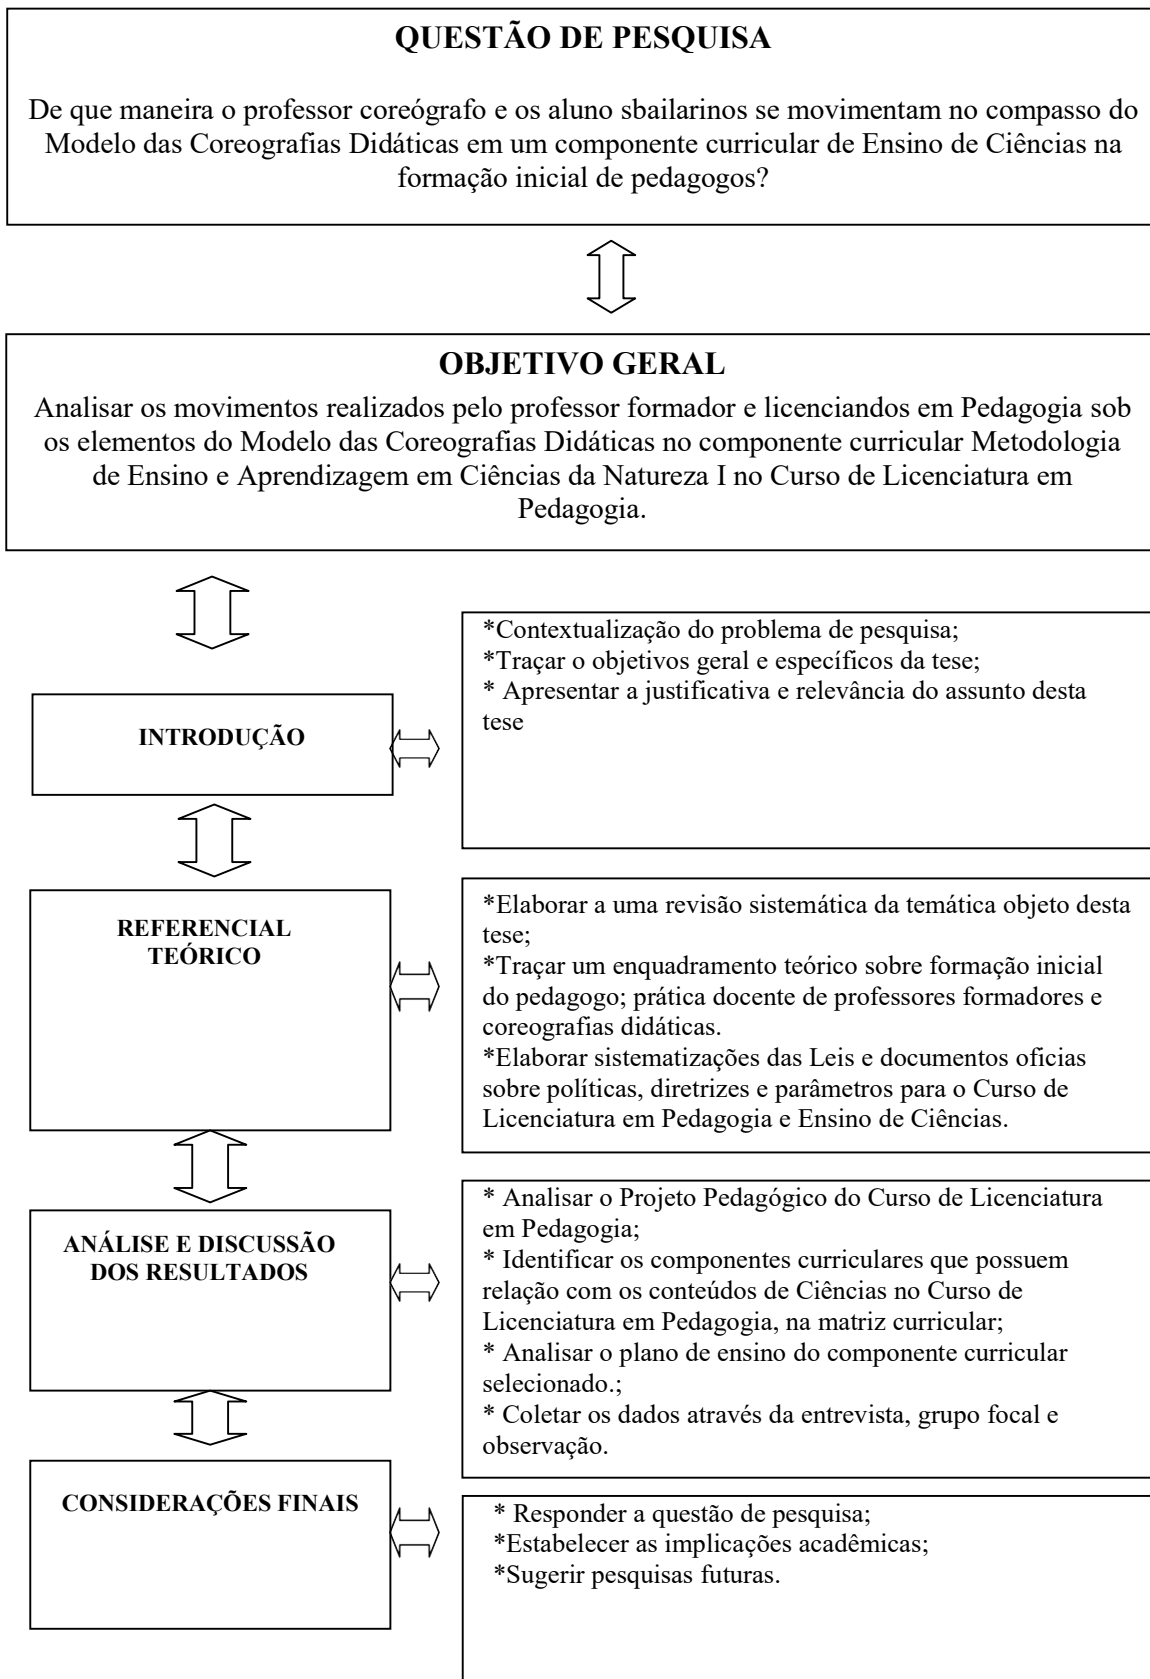 QUESTÃO DE PESQUISA
De que maneira o professor coreógrafo e os aluno sbailarinos se movimentam no compasso do
Modelo das Coreografias Didáticas em um componente curricular de Ensino de Ciências na
formação inicial de pedagogos?
OBJETIVO GERAL
Analisar os movimentos realizados pelo professor formador e licenciandos em Pedagogia sob
os elementos do Modelo das Coreografias Didáticas no componente curricular Metodologia
de Ensino e Aprendizagem em Ciências da Natureza I no Curso de Licenciatura em
Pedagogia.
INTRODUÇÃO
*Contextualização do problema de pesquisa;
*Traçar o objetivos geral e específicos da tese;
* Apresentar a justificativa e relevância do assunto desta
tese
REFERENCIAL
TEÓRICO
*Elaborar a uma revisão sistemática da temática objeto desta
tese;
*Traçar um enquadramento teórico sobre formação inicial
do pedagogo; prática docente de professores formadores e
coreografias didáticas.
*Elaborar sistematizações das Leis e documentos oficias
sobre políticas, diretrizes e parâmetros para o Curso de
Licenciatura em Pedagogia e Ensino de Ciências.
ANÁLISE E DISCUSSÃO
DOS RESULTADOS
* Analisar o Projeto Pedagógico do Curso de Licenciatura
em Pedagogia;
* Identificar os componentes curriculares que possuem
relação com os conteúdos de Ciências no Curso de
Licenciatura em Pedagogia, na matriz curricular;
* Analisar o plano de ensino do componente curricular
selecionado.;
* Coletar os dados através da entrevista, grupo focal e
observação.
CONSIDERAÇÕES FINAIS
* Responder a questão de pesquisa;
*Estabelecer as implicações acadêmicas;
*Sugerir pesquisas futuras.